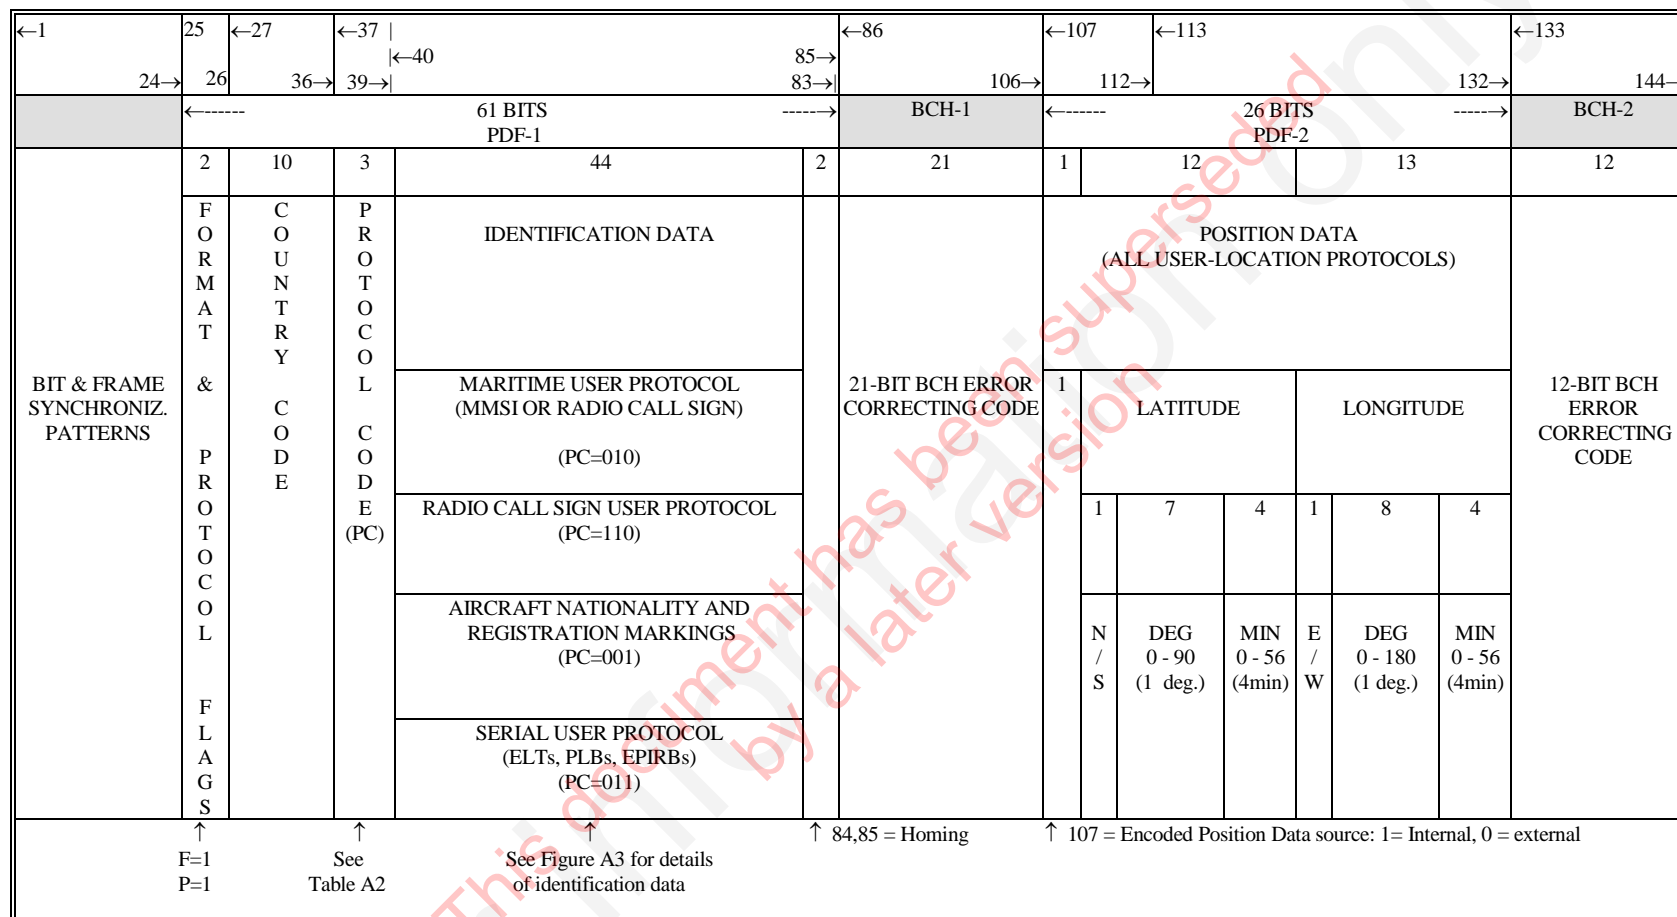 ←1 25 ←27 ←37 | ←86 ←107 ←113 ←133
|←40 85→
24→ 26 36→ 39→| 83→| 106→ 112→ 132→ 144→
←------ 61 BITS -----→ BCH-1 ←------ 26 BITS -----→ BCH-2
PDF-1 PDF-2
2 10 3 44 2 21 1 12 13 12
FORMAT & PROTOCOL FLAGS
COUNTRY CODE
PROTOCOL CODE
(PC)
IDENTIFICATION DATA
POSITION DATA
(ALL USER-LOCATION PROTOCOLS)
BIT & FRAME
SYNCHRONIZ.
PATTERNS
MARITIME USER PROTOCOL
(MMSI OR RADIO CALL SIGN)
(PC=010)
RADIO CALL SIGN USER PROTOCOL
(PC=110)
AIRCRAFT NATIONALITY AND
REGISTRATION MARKINGS
(PC=001)
SERIAL USER PROTOCOL
(ELTs, PLBs, EPIRBs)
(PC=011)
21-BIT BCH ERROR
CORRECTING CODE
1
LATITUDE LONGITUDE
1 7 4 1 8 4
N / S
DEG
0 - 90
(1 deg.)
MIN
0 - 56
(4min)
E / W
DEG
0 - 180
(1 deg.)
MIN
0 - 56
(4min)
12-BIT BCH
ERROR
CORRECTING
CODE
↑ ↑ ↑ ↑ 84,85 = Homing ↑ 107 = Encoded Position Data source: 1= Internal, 0 = external
F=1 See See Figure A3 for details
P=1 Table A2 of identification data
This document has been superseded
by a later version